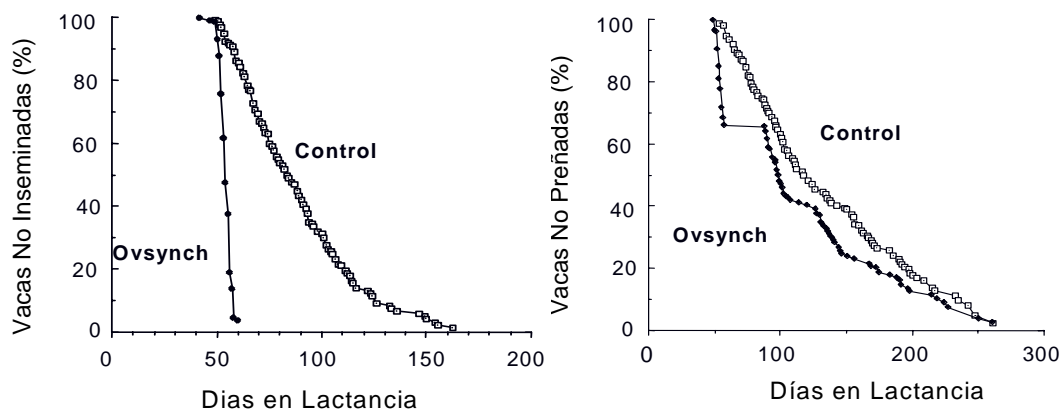 Vacas No Inseminadas (%)
100
80
60
40
20
0
Control
Ovsynch
0 50 100 150 200
Dias en Lactancia
Vacas No Preñadas (%)
100
80
60
40
20
0
Control
Ovsynch
0 100 200 300
Días en Lactancia